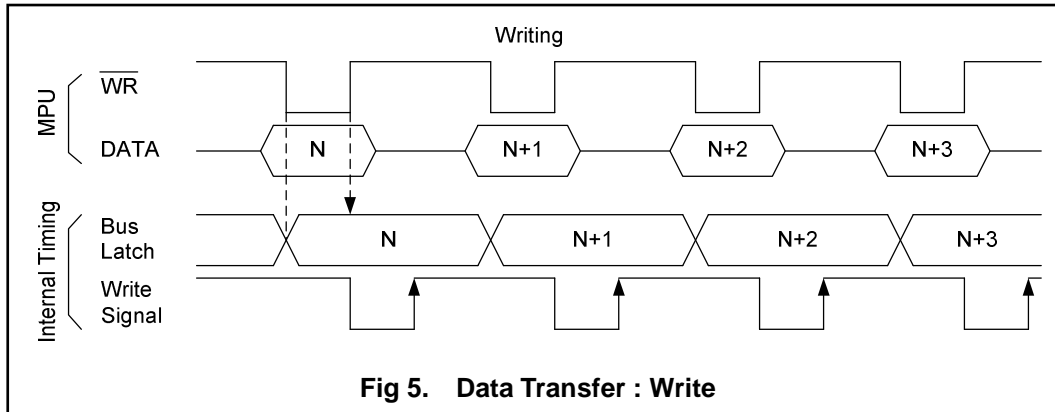 Writing
MPU
WR
DATA
N
N+1
N+2
N+3
Internal Timing
Bus
Latch
N
N+1
N+2
N+3
Write
Signal
Fig 5. Data Transfer : Write